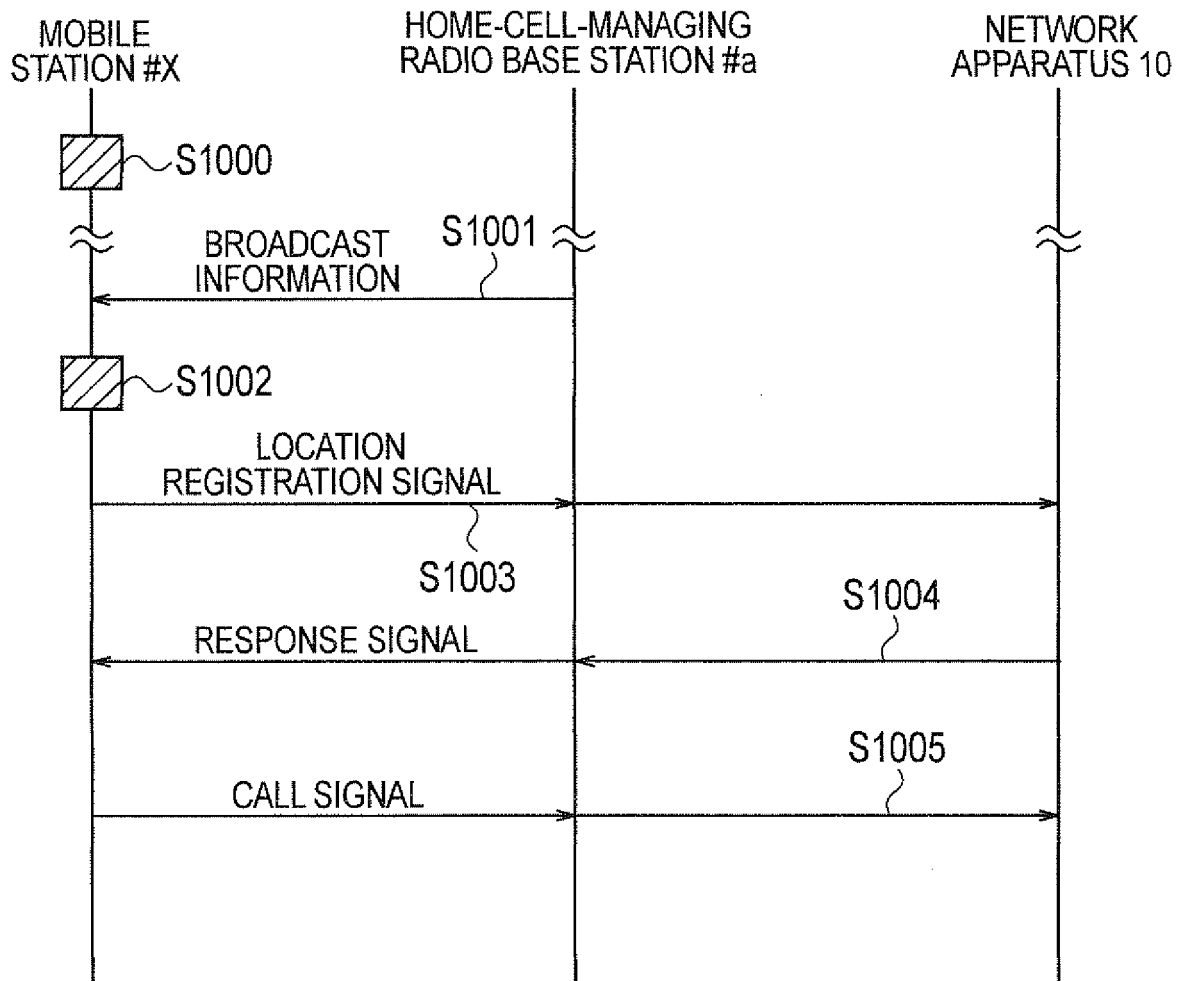 MOBILE
STATION #X
HOME-CELL-MANAGING
RADIO BASE STATION #a
NETWORK
APPARATUS 10
S1000
S1001
BROADCAST
INFORMATION
S1002
LOCATION
REGISTRATION SIGNAL
S1003
S1004
RESPONSE SIGNAL
S1005
CALL SIGNAL